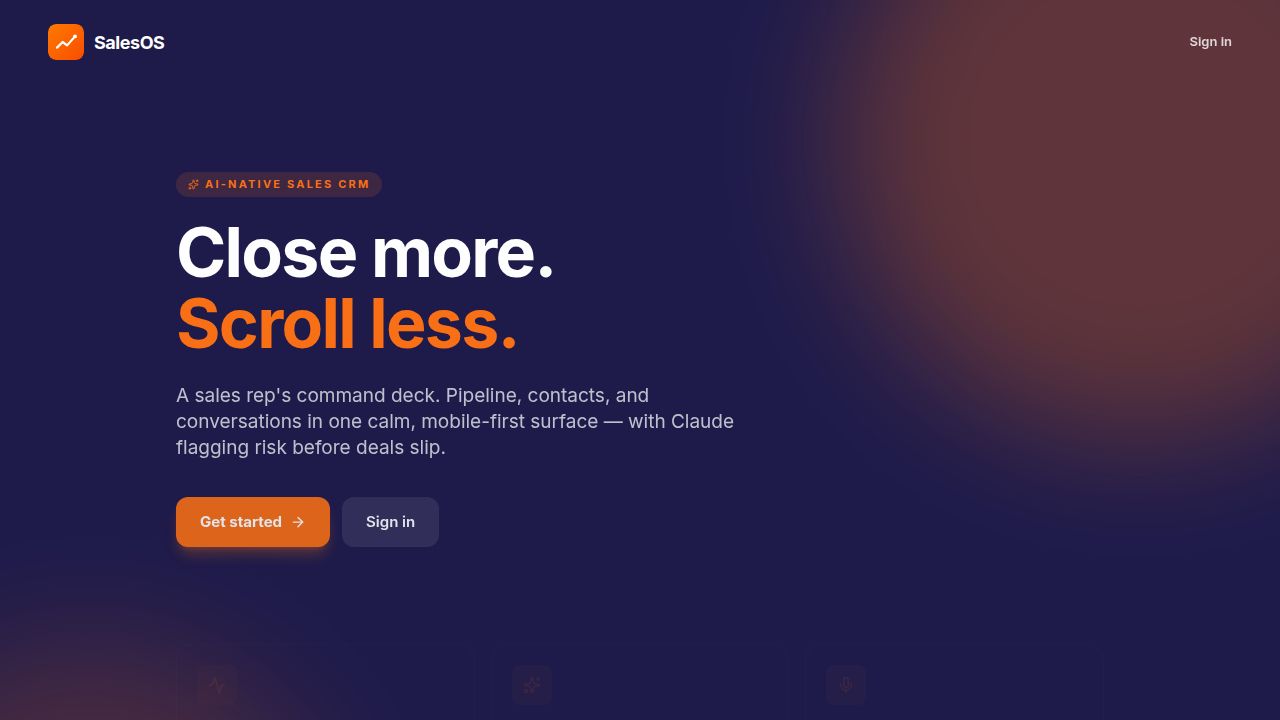 SalesOS
Sign in
AI-NATIVE SALES CRM
Close more.
Scroll less.
A sales rep's command deck. Pipeline, contacts, and
conversations in one calm, mobile-first surface — with Claude
flagging risk before deals slip.
Get started
Sign in